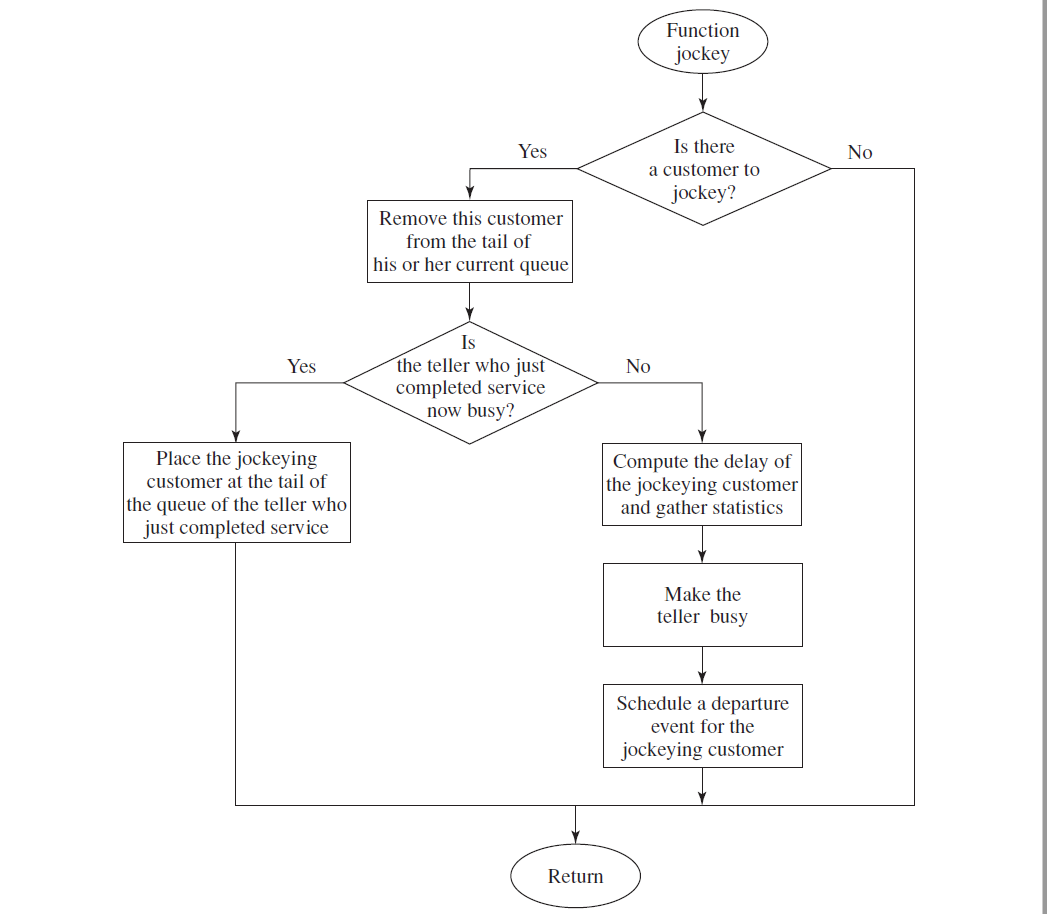 Function
jockey
Is there
a customer to
jockey?
Yes
No
Remove this customer
from the tail of
his or her current queue
Is
the teller who just
completed service
now busy?
Yes
No
Place the jockeying
customer at the tail of
the queue of the teller who
just completed service
Compute the delay of
the jockeying customer
and gather statistics
Make the
teller busy
Schedule a departure
event for the
jockeying customer
Return